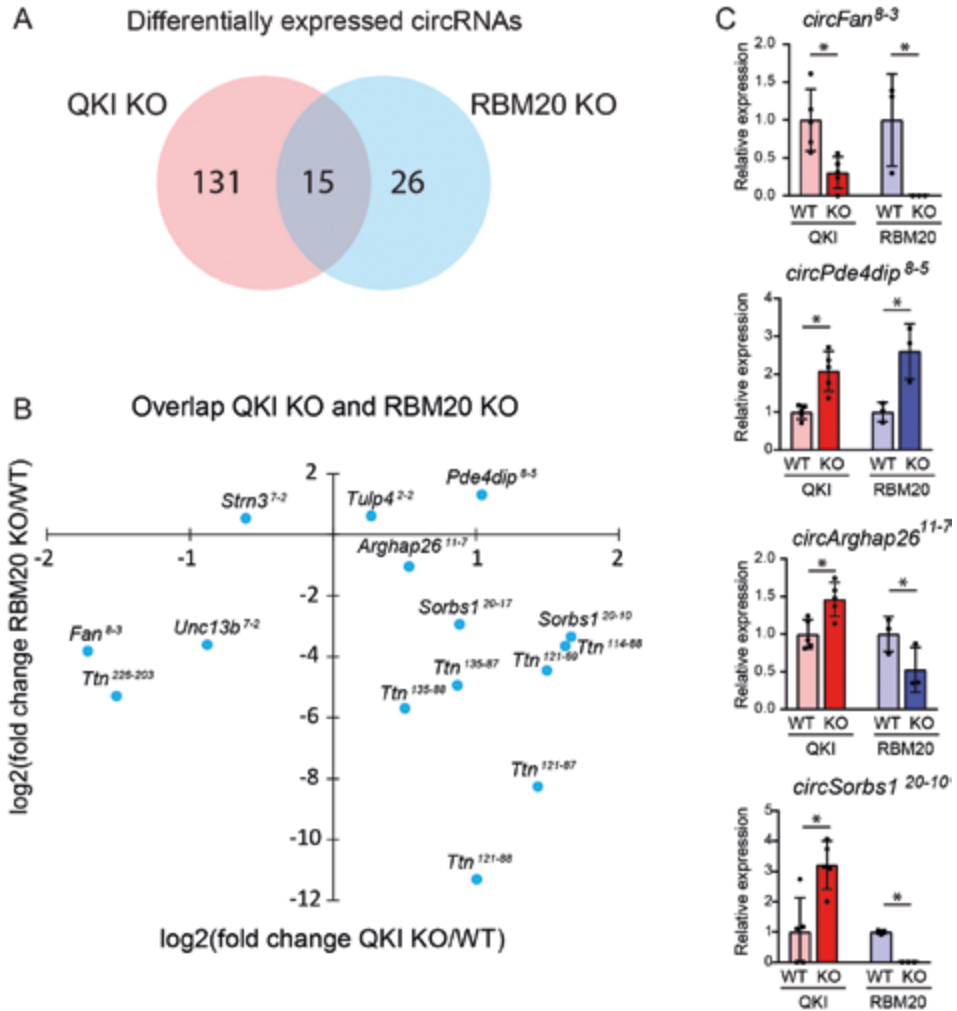 A
Differentially expressed circRNAs
QKI KO
RBM20 KO
131
15
26
B
Overlap QKI KO and RBM20 KO
log2(fold change RBM20 KO/WT)
2
-2
-1
1
2
-2
-4
-6
-8
-10
-12
Strn3 7-2
Tulp4 2-2
Pde4dip 8-5
Arghap26 11-7
Sorbs1 20-17
Sorbs1 20-10
Fan 8-3
Unc13b 7-2
Ttn 114-88
Ttn 121-69
Ttn 135-87
Ttn 226-203
Ttn 135-88
Ttn 121-87
Ttn 121-88
log2(fold change QKI KO/WT)
C
circFan 8-3
Relative expression
2.0
1.5
1.0
0.5
0.0
*
*
WT KO
WT KO
QKI
RBM20
circPde4dip 8-5
Relative expression
4
3
2
1
0
*
*
WT KO
WT KO
QKI
RBM20
circArghap26 11-7
Relative expression
2.0
1.5
1.0
0.5
0.0
*
*
WT KO
WT KO
QKI
RBM20
circSorbs1 20-10
Relative expression
5
4
3
2
1
0
*
*
WT KO
WT KO
QKI
RBM20